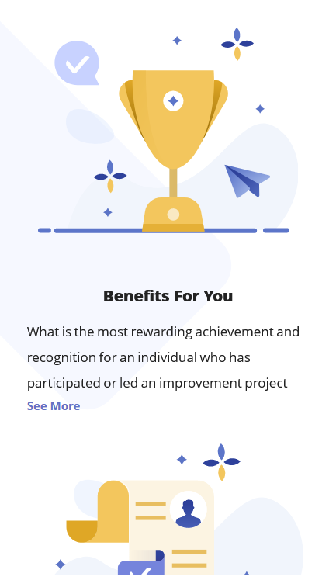 Benefits For You
What is the most rewarding achievement and
recognition for an individual who has
participated or led an improvement project
See More